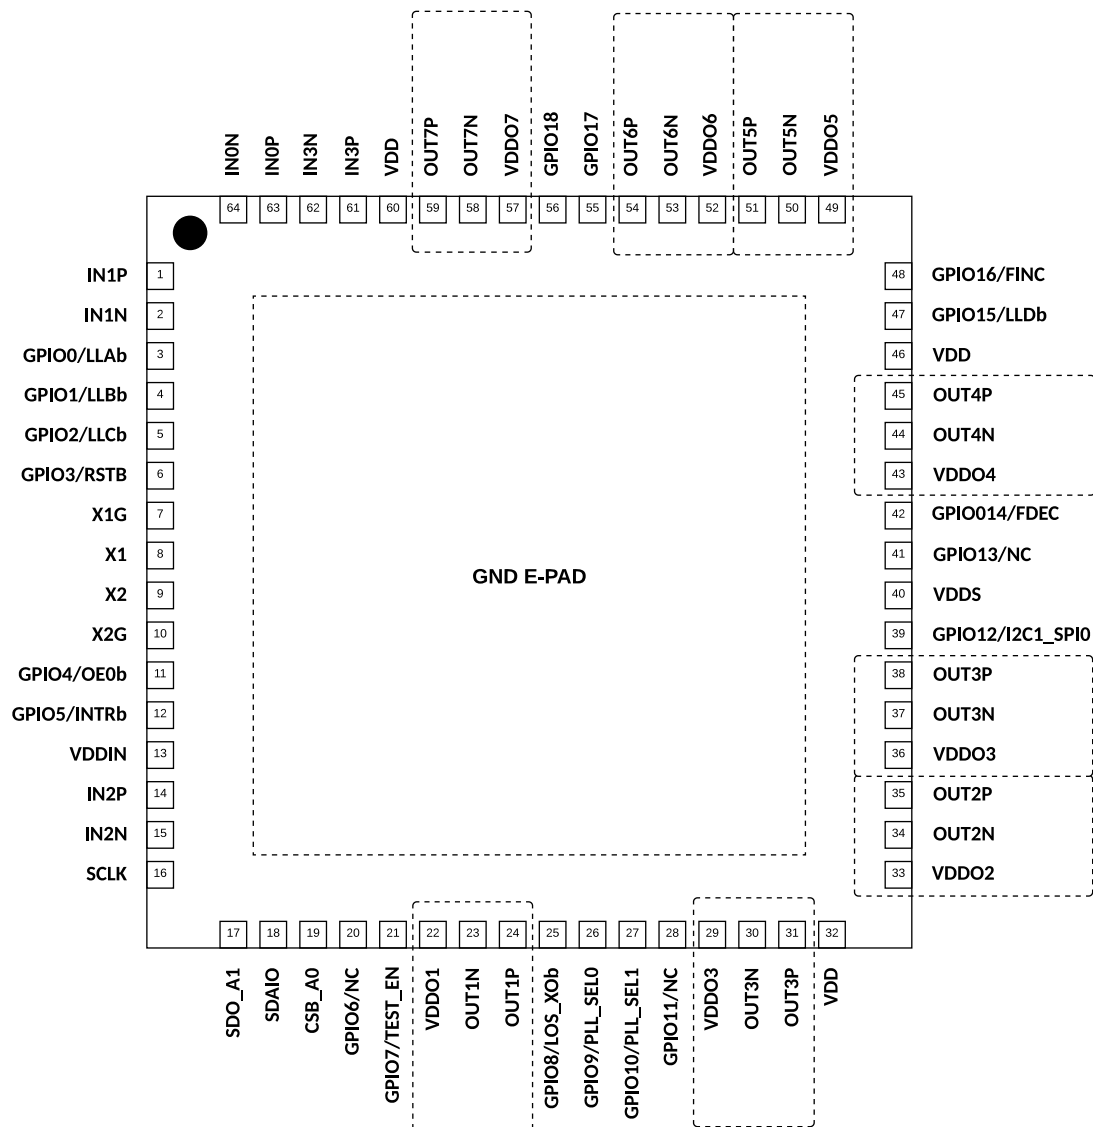 IN0N
IN0P
IN3N
IN3P
VDD
OUT7P
OUT7N
VDDO7
GPIO18
GPIO17
OUT6P
OUT6N
VDDO6
OUT5P
OUT5N
VDDO5
64 63 62 61 60 59 58 57 56 55 54 53 52 51 50 49
IN1P 1
IN1N 2
GPIO0/LLAb 3
GPIO1/LLBb 4
GPIO2/LLCb 5
GPIO3/RSTB 6
X1G 7
X1 8
X2 9
X2G 10
GPIO4/OE0b 11
GPIO5/INTRb 12
VDDIN 13
IN2P 14
IN2N 15
SCLK 16
GND E-PAD
48 GPIO16/FINC
47 GPIO15/LLDb
46 VDD
45 OUT4P
44 OUT4N
43 VDDO4
42 GPIO014/FDEC
41 GPIO13/NC
40 VDDS
39 GPIO12/I2C1_SPI0
38 OUT3P
37 OUT3N
36 VDDO3
35 OUT2P
34 OUT2N
33 VDDO2
17 18 19 20 21 22 23 24 25 26 27 28 29 30 31 32
SDO_A1
SDAIO
CSB_A0
GPIO6/NC
GPIO7/TEST_EN
VDDO1
OUT1N
OUT1P
GPIO8/LOS_XOb
GPIO9/PLL_SEL0
GPIO10/PLL_SEL1
GPIO11/NC
VDDO3
OUT3N
OUT3P
VDD